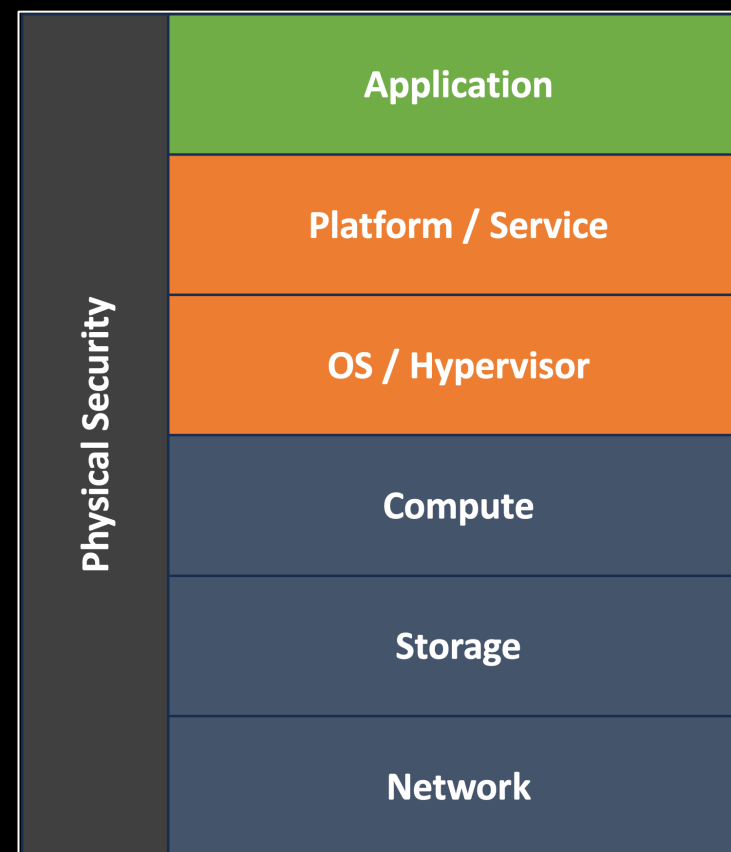 Physical Security
Application
Platform / Service
OS / Hypervisor
Compute
Storage
Network